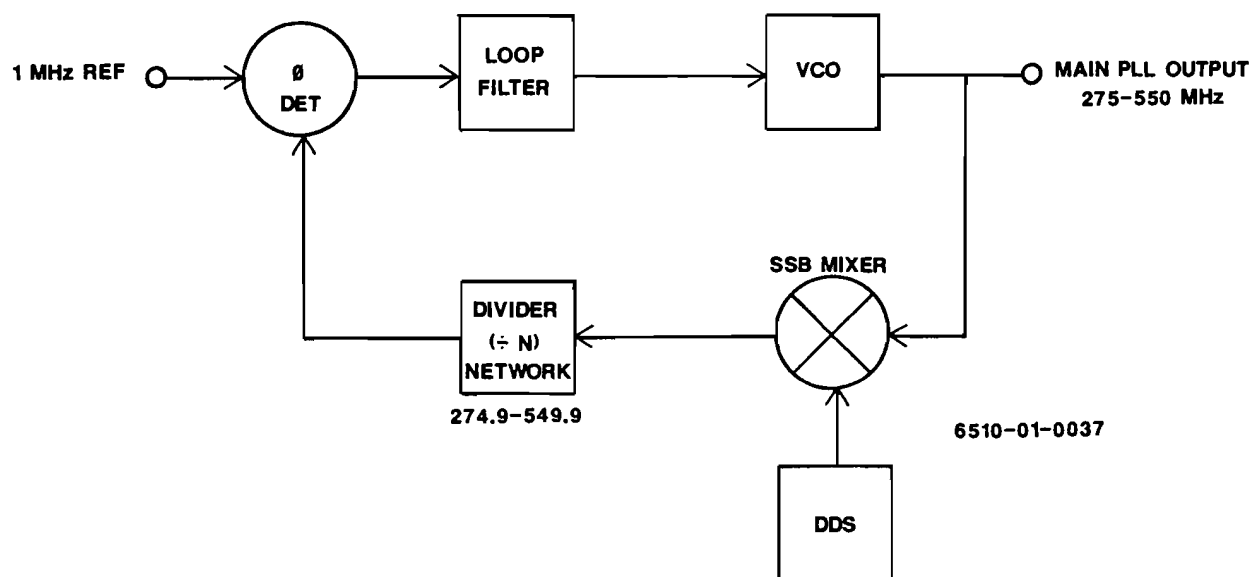 1 MHz REF
Ø
DET
LOOP
FILTER
VCO
MAIN PLL OUTPUT
275-550 MHz
SSB MIXER
DIVIDER
(÷ N)
NETWORK
274.9-549.9
6510-01-0037
DDS